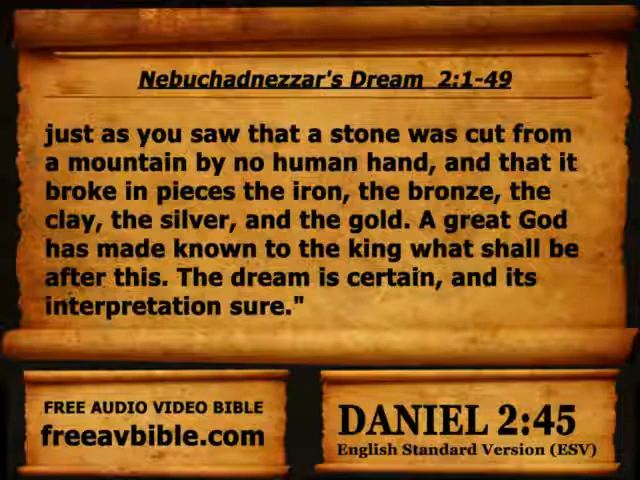 Nebuchadnezzar's Dream 2:1-49
just as you saw that a stone was cut from
a mountain by no human hand, and that it
broke in pieces the iron, the bronze, the
clay, the silver, and the gold. A great God
has made known to the king what shall be
after this. The dream is certain, and its
interpretation sure."
FREE AUDIO VIDEO BIBLE
freeavbible.com
DANIEL 2:45
English Standard Version (ESV)